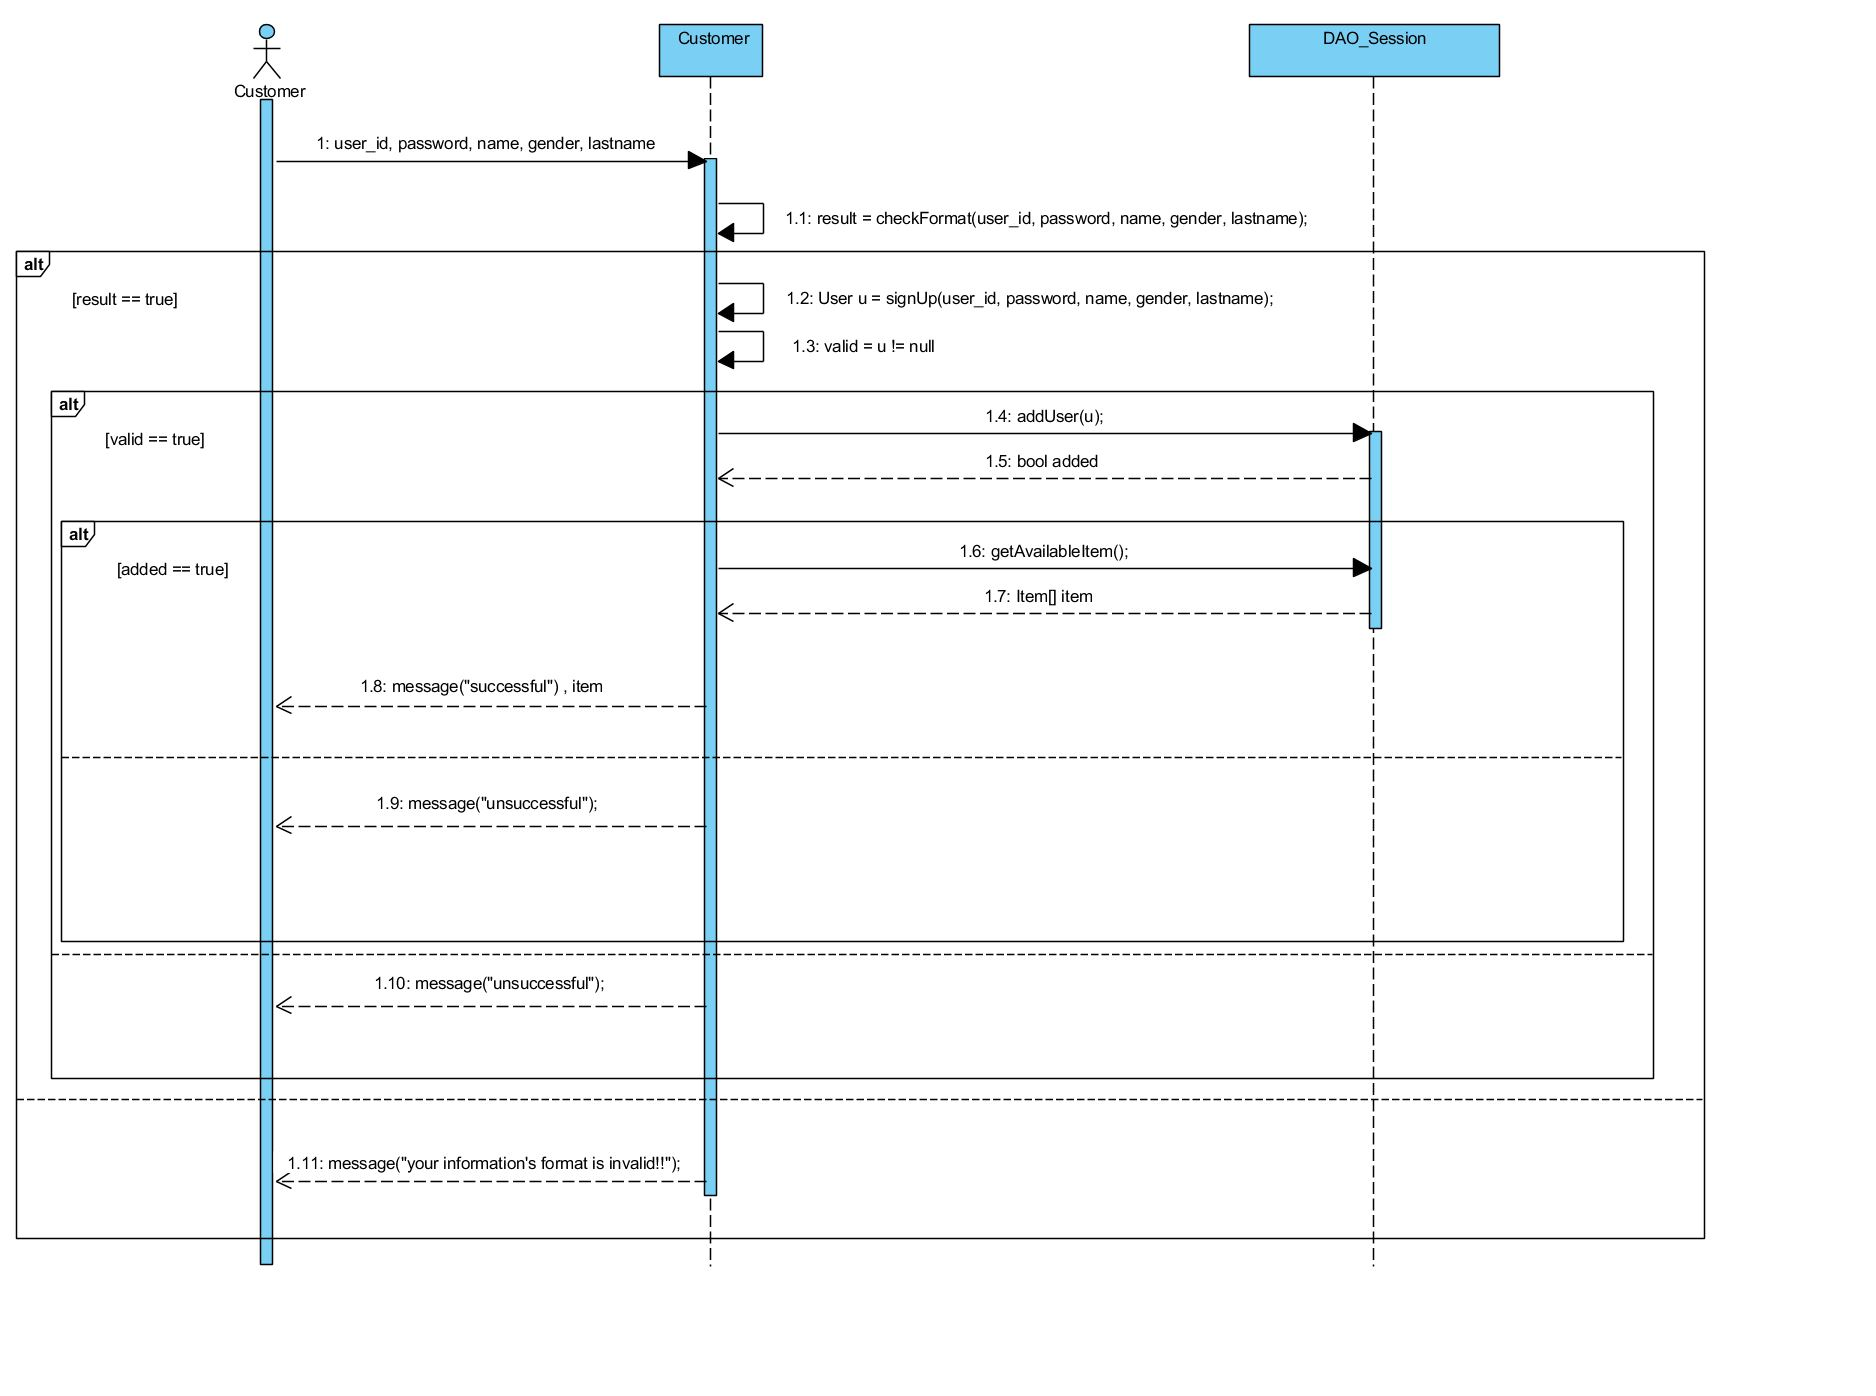 Customer
Customer
DAO_Session
1: user_id, password, name, gender, lastname
1.1: result = checkFormat(user_id, password, name, gender, lastname);
alt
[result == true]
1.2: User u = signUp(user_id, password, name, gender, lastname);
1.3: valid = u != null
alt
[valid == true]
1.4: addUser(u);
1.5: bool added
alt
[added == true]
1.6: getAvailableItem();
1.7: Item[] item
1.8: message("successful") , item
1.9: message("unsuccessful");
1.10: message("unsuccessful");
1.11: message("your information's format is invalid!!");